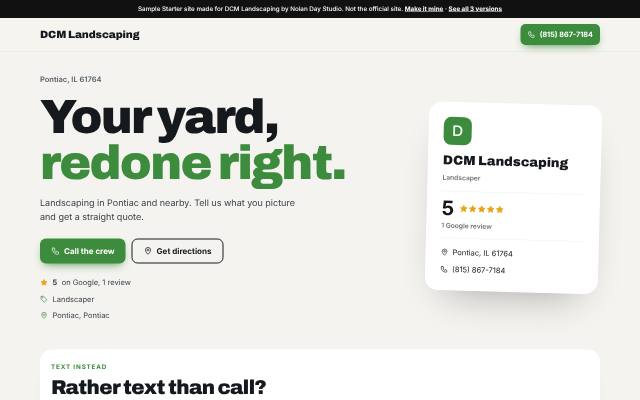 Sample Starter site made for DCM Landscaping by Nolan Day Studio. Not the official site. Make it mine · See all 3 versions
DCM Landscaping
(815) 867-7184
Pontiac, IL 61764
Your yard,
redone right.
Landscaping in Pontiac and nearby. Tell us what you picture
and get a straight quote.
Call the crew
Get directions
5 on Google, 1 review
Landscaper
Pontiac, Pontiac
D
DCM Landscaping
Landscaper
5
1 Google review
Pontiac, IL 61764
(815) 867-7184
TEXT INSTEAD
Rather text than call?